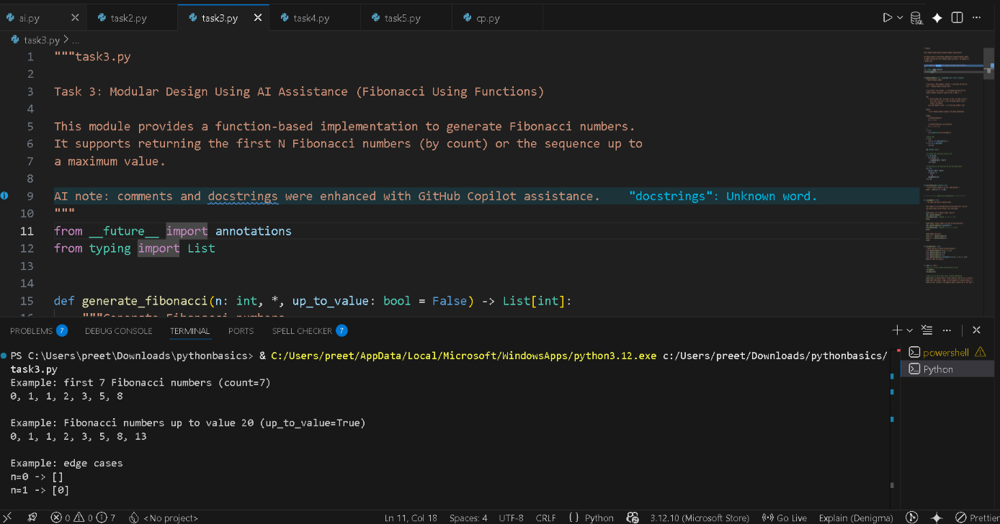 ai.py task2.py task3.py task4.py task5.py cp.py SQL
task3.py > ...
1 """task3.py
2
3 Task 3: Modular Design Using AI Assistance (Fibonacci Using Functions)
4
5 This module provides a function-based implementation to generate Fibonacci numbers.
6 It supports returning the first N Fibonacci numbers (by count) or the sequence up to
7 a maximum value.
8
9 AI note: comments and docstrings were enhanced with GitHub Copilot assistance. "docstrings": Unknown word.
10 """
11 from __future__ import annotations
12 from typing import List
13
14
15 def generate_fibonacci(n: int, *, up_to_value: bool = False) -> List[int]:
16 """Generate Fibonacci numbers
PROBLEMS 7 DEBUG CONSOLE TERMINAL PORTS SPELL CHECKER 7
PS C:\Users\preet\Downloads\pythonbasics> & C:/Users/preet/AppData/Local/Microsoft/WindowsApps/python3.12.exe c:/Users/preet/Downloads/pythonbasics/
task3.py
Example: first 7 Fibonacci numbers (count=7)
0, 1, 1, 2, 3, 5, 8
Example: Fibonacci numbers up to value 20 (up_to_value=True)
0, 1, 1, 2, 3, 5, 8, 13
Example: edge cases
n=0 -> []
n=1 -> [0]
powershell
Python
0 0 7 <No project> Ln 11, Col 18 Spaces: 4 UTF-8 CRLF {} Python 3.12.10 (Microsoft Store) Go Live Explain (Denigma) Prettier